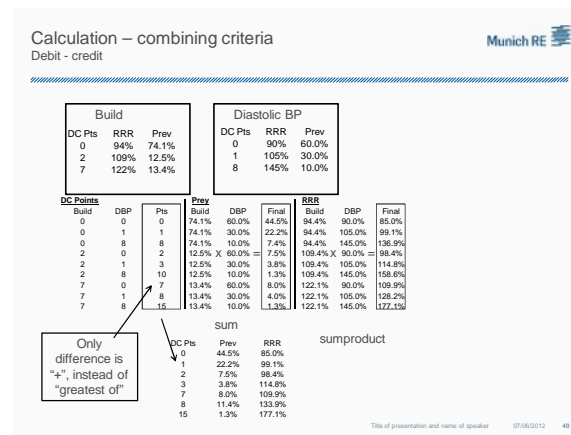 Calculation – combining criteria
Debit - credit
Munich RE
Build
DC Pts RRR Prev
0 94% 74.1%
2 109% 12.5%
7 122% 13.4%
Diastolic BP
DC Pts RRR Prev
0 90% 60.0%
1 105% 30.0%
8 145% 10.0%
DC Points Prev RRR
Build DBP Pts Build DBP Final Build DBP Final
0 0 0 74.1% 60.0% 44.5% 94.4% 90.0% 85.0%
0 1 1 74.1% 30.0% 22.2% 94.4% 105.0% 99.1%
0 8 8 74.1% 10.0% 7.4% 94.4% 145.0% 136.9%
2 0 2 12.5% X 60.0% = 7.5% 109.4% X 90.0% = 98.4%
2 1 3 12.5% 30.0% 3.8% 109.4% 105.0% 114.8%
2 8 10 12.5% 10.0% 1.3% 109.4% 145.0% 158.6%
7 0 7 13.4% 60.0% 8.0% 122.1% 90.0% 109.9%
7 1 8 13.4% 30.0% 4.0% 122.1% 105.0% 128.2%
7 8 15 13.4% 10.0% 1.3% 122.1% 145.0% 177.1%
Only
difference is
"+", instead of
"greatest of"
sum
sumproduct
DC Pts Prev RRR
0 44.5% 85.0%
1 22.2% 99.1%
2 7.5% 98.4%
3 3.8% 114.8%
7 8.0% 109.9%
8 11.4% 133.9%
15 1.3% 177.1%
Title of presentation and name of speaker 07/06/2012 40